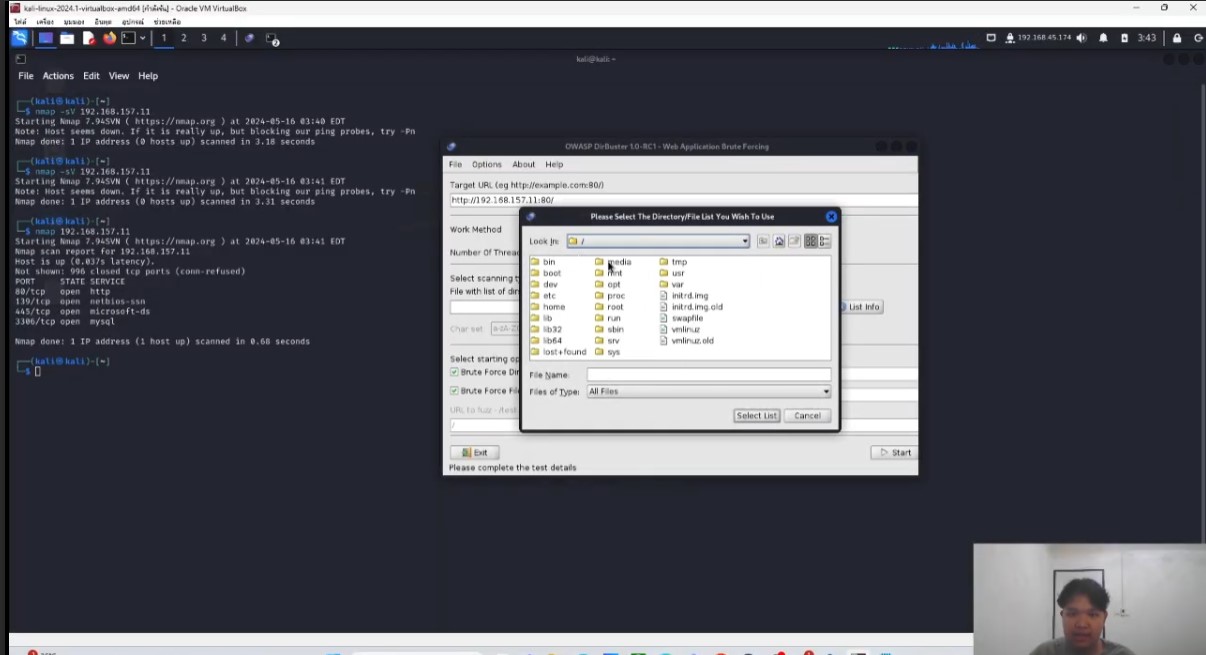 kali-linux-2024.1-virtualbox-amd64 [กำลังรัน] - Oracle VM VirtualBox
ไฟล์ เครื่อง มุมมอง อินพุต อุปกรณ์ ช่วยเหลือ
1 2 3 4
192.168.45.174
3:43
kali@kali: ~
File Actions Edit View Help
(kali㉿kali)-[~]
$ nmap -sV 192.168.157.11
Starting Nmap 7.94SVN ( https://nmap.org ) at 2024-05-16 03:40 EDT
Note: Host seems down. If it is really up, but blocking our ping probes, try -Pn
Nmap done: 1 IP address (0 hosts up) scanned in 3.18 seconds
(kali㉿kali)-[~]
$ nmap -sV 192.168.157.11
Starting Nmap 7.94SVN ( https://nmap.org ) at 2024-05-16 03:41 EDT
Note: Host seems down. If it is really up, but blocking our ping probes, try -Pn
Nmap done: 1 IP address (0 hosts up) scanned in 3.31 seconds
(kali㉿kali)-[~]
$ nmap 192.168.157.11
Starting Nmap 7.94SVN ( https://nmap.org ) at 2024-05-16 03:41 EDT
Nmap scan report for 192.168.157.11
Host is up (0.037s latency).
Not shown: 996 closed tcp ports (conn-refused)
PORT STATE SERVICE
80/tcp open http
139/tcp open netbios-ssn
445/tcp open microsoft-ds
3306/tcp open mysql
Nmap done: 1 IP address (1 host up) scanned in 0.68 seconds
(kali㉿kali)-[~]
$
OWASP DirBuster 1.0-RC1 - Web Application Brute Forcing
File Options About Help
Target URL (eg http://example.com:80/)
http://192.168.157.11:80/
Work Method
Number Of Threa
Select scanning t
File with list of di
List Info
Char set
Select starting op
Brute Force Dir
Brute Force File
URL to fuzz - /test
/
Exit
Start
Please complete the test details
Please Select The Directory/File List You Wish To Use
Look In: /
bin media tmp
boot mnt usr
dev opt var
etc proc initrd.img
home root initrd.img.old
lib run swapfile
lib32 sbin vmlinuz
lib64 srv vmlinuz.old
lost+found sys
File Name:
Files of Type: All Files
Select List Cancel